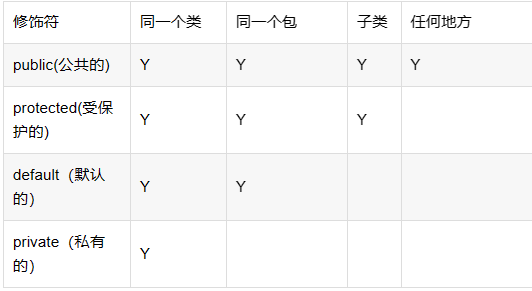 修饰符 同一个类 同一个包 子类 任何地方
public(公共的) Y Y Y Y
protected(受保
护的) Y Y Y
default（默认
的） Y Y
private（私有
的） Y